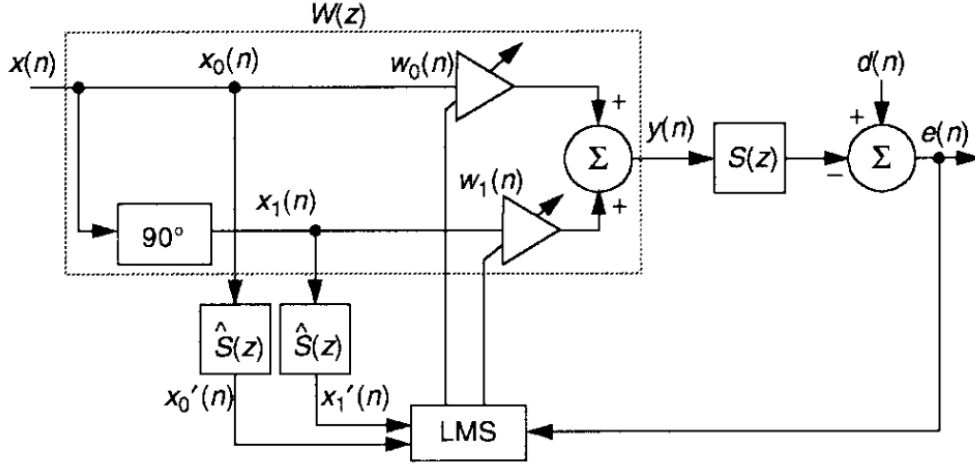 W(z)
x(n)
x₀(n)
w₀(n)
d(n)
+
+
y(n)
e(n)
Σ
S(z)
Σ
−
w₁(n)
x₁(n)
+
90°
Ŝ(z)
Ŝ(z)
x₀′(n)
x₁′(n)
LMS